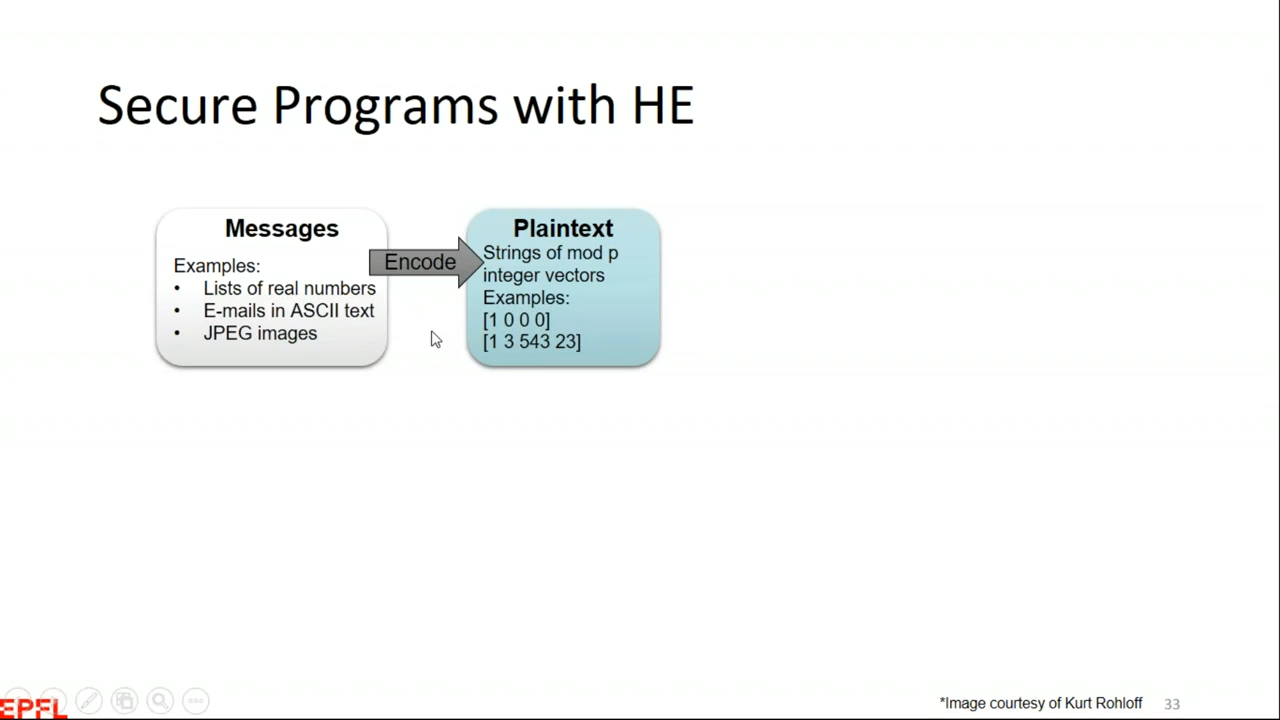 Secure Programs with HE
Messages
Examples:
• Lists of real numbers
• E-mails in ASCII text
• JPEG images
Encode
Plaintext
Strings of mod p
integer vectors
Examples:
[1 0 0 0]
[1 3 543 23]
EPFL
*Image courtesy of Kurt Rohloff
33